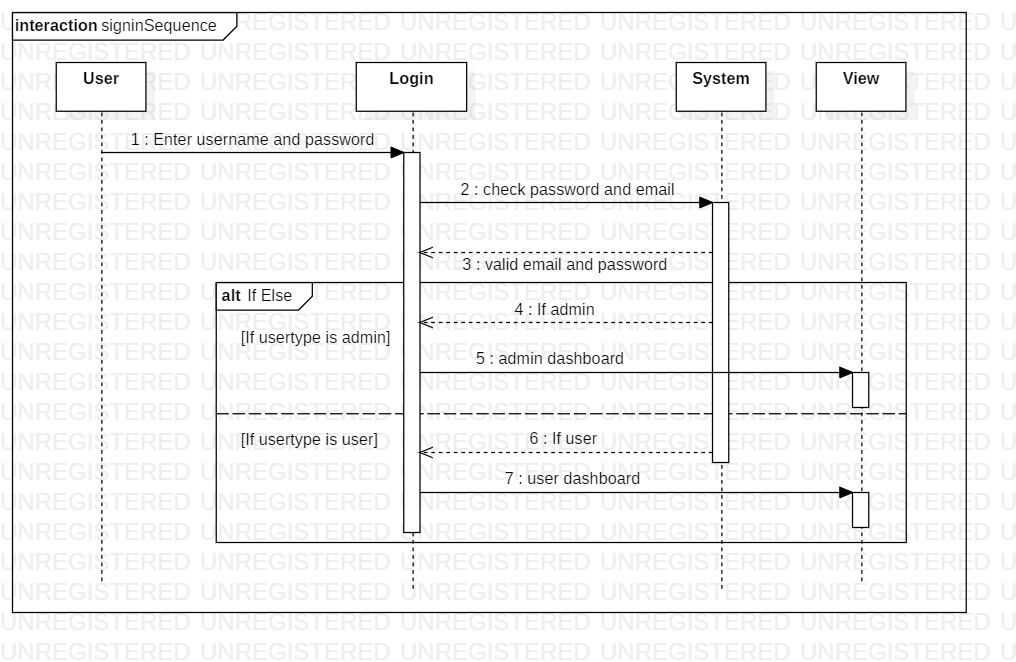 interaction signinSequence
User
Login
System
View
1 : Enter username and password
2 : check password and email
3 : valid email and password
alt If Else
4 : If admin
[If usertype is admin]
5 : admin dashboard
[If usertype is user]
6 : If user
7 : user dashboard
UNREGISTERED